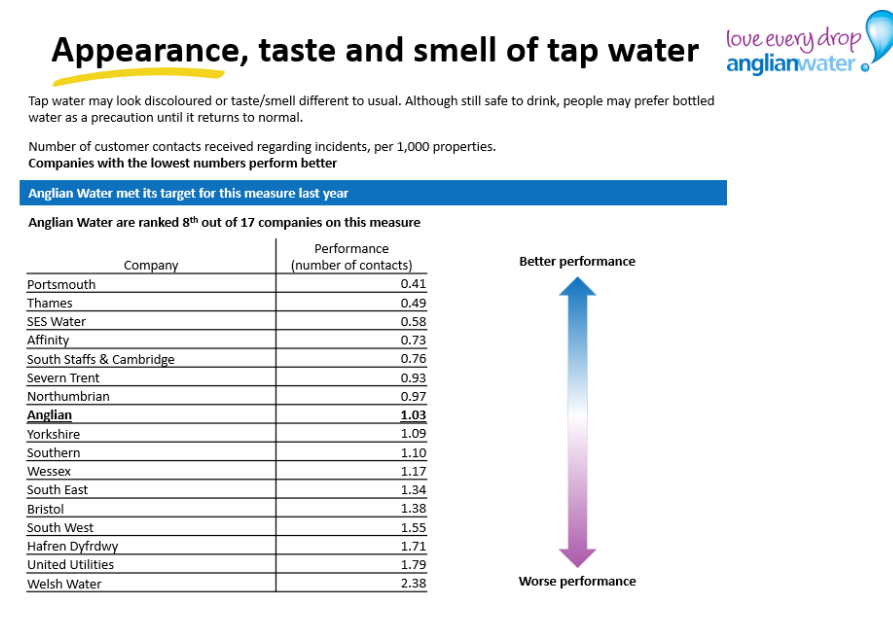 Appearance, taste and smell of tap water
love every drop
anglianwater
Tap water may look discoloured or taste/smell different to usual. Although still safe to drink, people may prefer bottled
water as a precaution until it returns to normal.
Number of customer contacts received regarding incidents, per 1,000 properties.
Companies with the lowest numbers perform better
Anglian Water met its target for this measure last year
Anglian Water are ranked 8th out of 17 companies on this measure
Company Performance
(number of contacts)
Portsmouth 0.41
Thames 0.49
SES Water 0.58
Affinity 0.73
South Staffs & Cambridge 0.76
Severn Trent 0.93
Northumbrian 0.97
Anglian 1.03
Yorkshire 1.09
Southern 1.10
Wessex 1.17
South East 1.34
Bristol 1.38
South West 1.55
Hafren Dyfrdwy 1.71
United Utilities 1.79
Welsh Water 2.38
Better performance
Worse performance